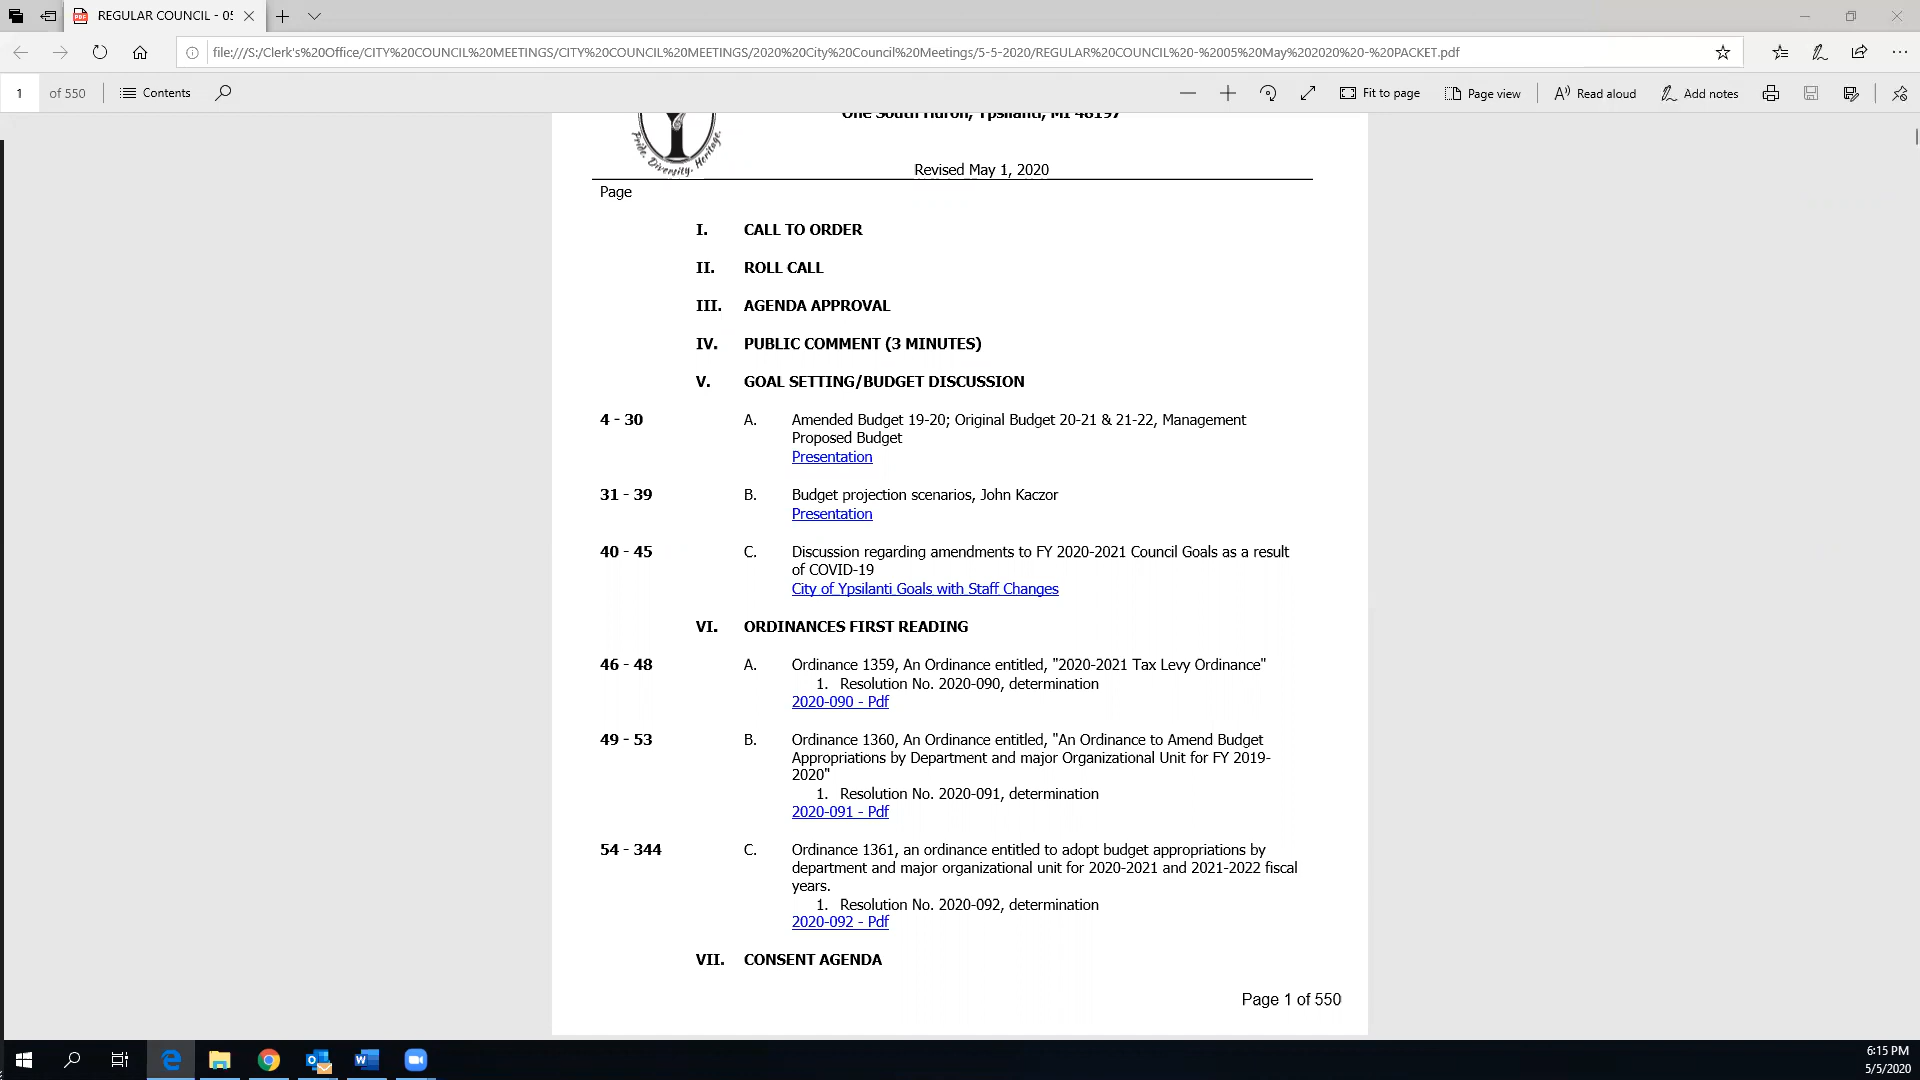 REGULAR COUNCIL - 05
file:///S:/Clerk's%20Office/CITY%20COUNCIL%20MEETINGS/CITY%20COUNCIL%20MEETINGS/2020%20City%20Council%20Meetings/5-5-2020/REGULAR%20COUNCIL%20-%2005%20May%202020%20-%20PACKET.pdf
1 of 550 Contents Fit to page Page view Read aloud Add notes
One South Huron, Ypsilanti, MI 48197
Pride. Diversity. Heritage.
Revised May 1, 2020
Page
I. CALL TO ORDER
II. ROLL CALL
III. AGENDA APPROVAL
IV. PUBLIC COMMENT (3 MINUTES)
V. GOAL SETTING/BUDGET DISCUSSION
4 - 30 A. Amended Budget 19-20; Original Budget 20-21 & 21-22, Management
Proposed Budget
Presentation
31 - 39 B. Budget projection scenarios, John Kaczor
Presentation
40 - 45 C. Discussion regarding amendments to FY 2020-2021 Council Goals as a result
of COVID-19
City of Ypsilanti Goals with Staff Changes
VI. ORDINANCES FIRST READING
46 - 48 A. Ordinance 1359, An Ordinance entitled, "2020-2021 Tax Levy Ordinance"
1. Resolution No. 2020-090, determination
2020-090 - Pdf
49 - 53 B. Ordinance 1360, An Ordinance entitled, "An Ordinance to Amend Budget
Appropriations by Department and major Organizational Unit for FY 2019-
2020"
1. Resolution No. 2020-091, determination
2020-091 - Pdf
54 - 344 C. Ordinance 1361, an ordinance entitled to adopt budget appropriations by
department and major organizational unit for 2020-2021 and 2021-2022 fiscal
years.
1. Resolution No. 2020-092, determination
2020-092 - Pdf
VII. CONSENT AGENDA
Page 1 of 550
6:15 PM
5/5/2020